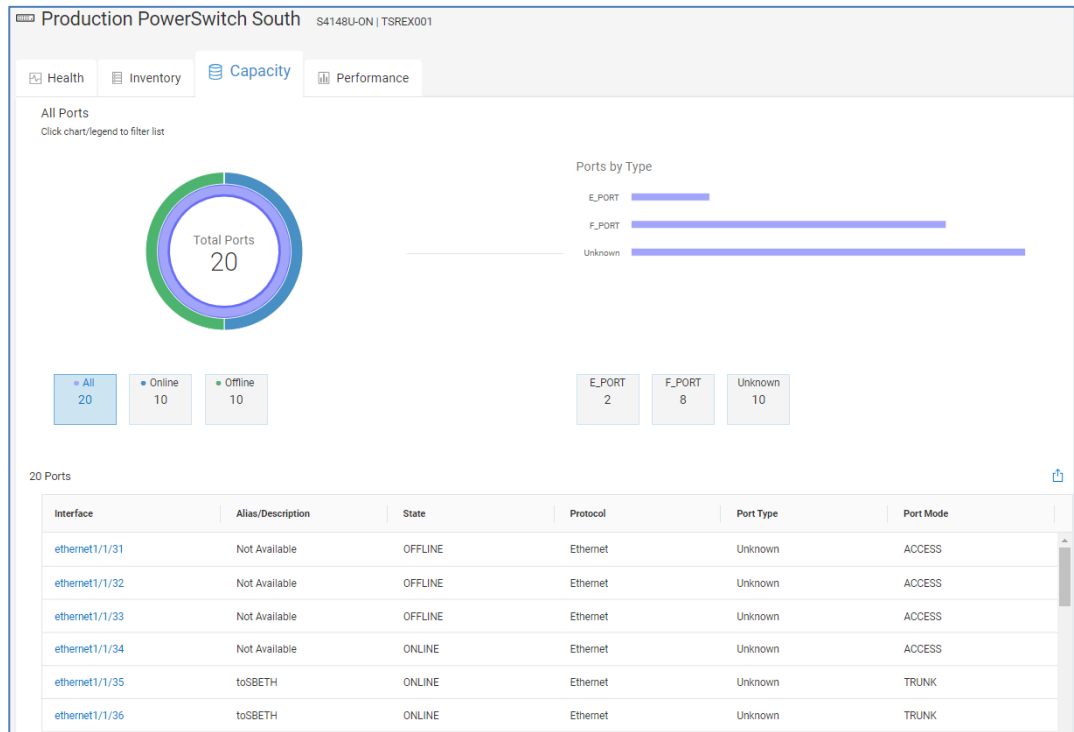 Production PowerSwitch South S4148U-ON | TSREX001
Health Inventory Capacity Performance
All Ports
Click chart/legend to filter list
Total Ports
20
Ports by Type
E_PORT
F_PORT
Unknown
All Online Offline
20 10 10
E_PORT F_PORT Unknown
2 8 10
20 Ports
Interface Alias/Description State Protocol Port Type Port Mode
ethernet1/1/31 Not Available OFFLINE Ethernet Unknown ACCESS
ethernet1/1/32 Not Available OFFLINE Ethernet Unknown ACCESS
ethernet1/1/33 Not Available OFFLINE Ethernet Unknown ACCESS
ethernet1/1/34 Not Available ONLINE Ethernet Unknown ACCESS
ethernet1/1/35 toSBETH ONLINE Ethernet Unknown TRUNK
ethernet1/1/36 toSBETH ONLINE Ethernet Unknown TRUNK